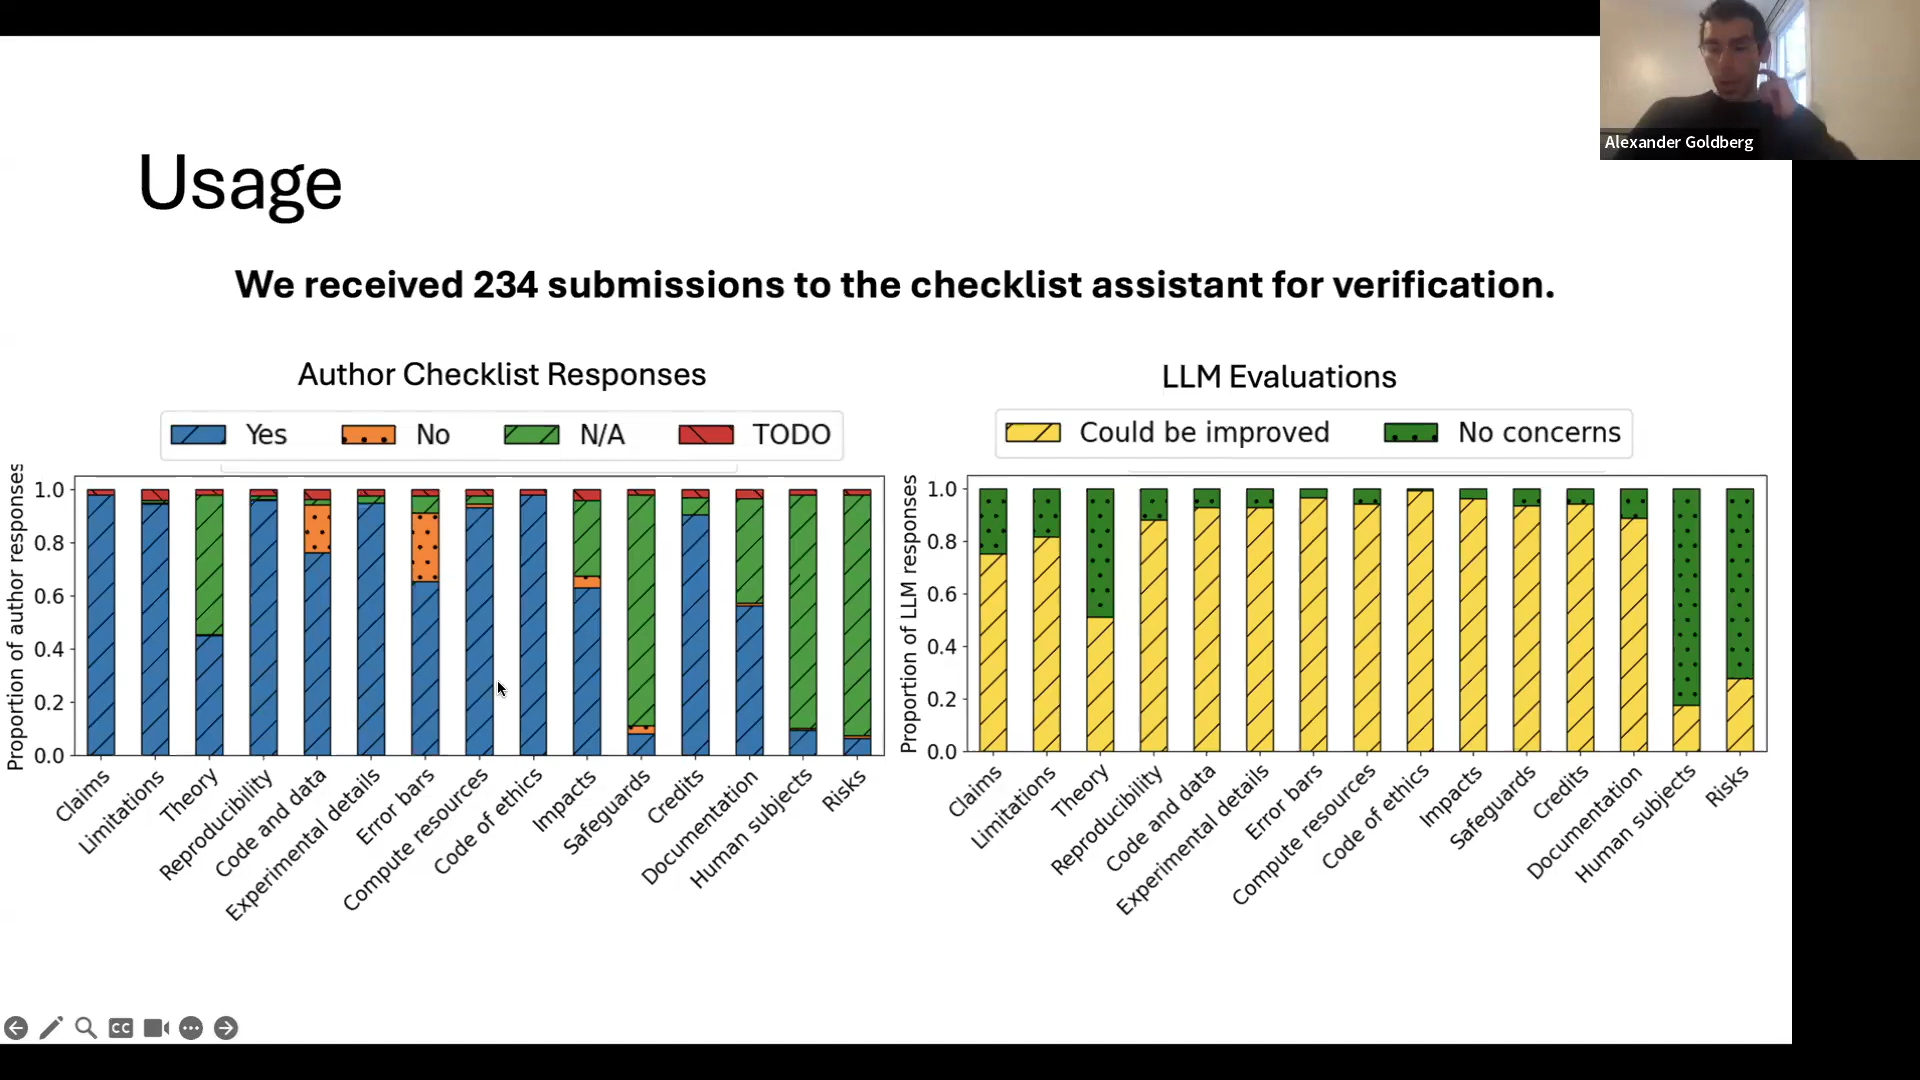 Alexander Goldberg
Usage
We received 234 submissions to the checklist assistant for verification.
Author Checklist Responses
Yes No N/A TODO
Proportion of author responses
1.0
0.8
0.6
0.4
0.2
0.0
Claims
Limitations
Theory
Reproducibility
Code and data
Experimental details
Error bars
Compute resources
Code of ethics
Impacts
Safeguards
Credits
Documentation
Human subjects
Risks
LLM Evaluations
Could be improved No concerns
Proportion of LLM responses
1.0
0.8
0.6
0.4
0.2
0.0
Claims
Limitations
Theory
Reproducibility
Code and data
Experimental details
Error bars
Compute resources
Code of ethics
Impacts
Safeguards
Credits
Documentation
Human subjects
Risks
CC